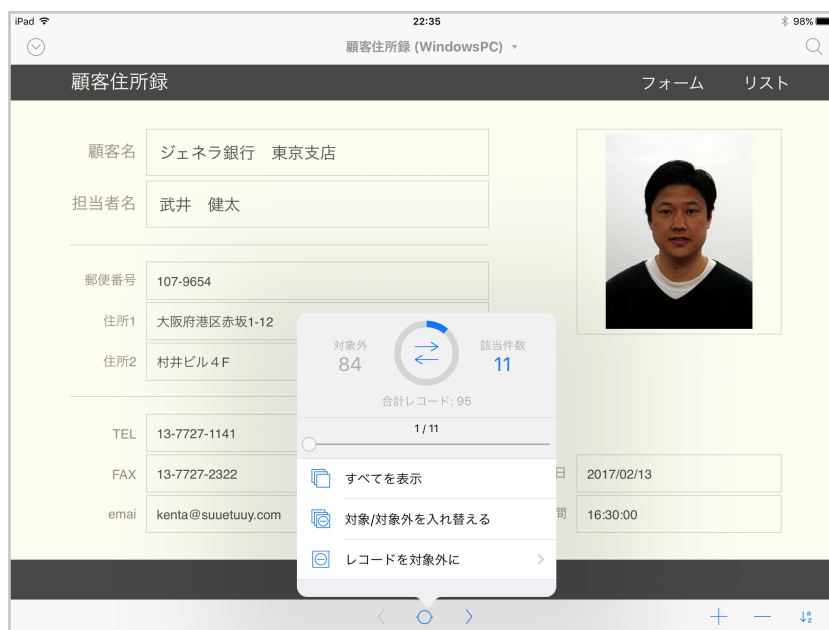 iPad 22:35 98%
顧客住所録 (WindowsPC)
顧客住所録 フォーム リスト
顧客名 ジェネラ銀行 東京支店
担当者名 武井 健太
郵便番号 107-9654
住所1 大阪府港区赤坂1-12
住所2 村井ビル4F
対象外 該当件数
84 11
合計レコード: 95
1 / 11
TEL 13-7727-1141
FAX 13-7727-2322
emai kenta@suuetuuy.com
すべてを表示
日 2017/02/13
対象/対象外を入れ替える
間 16:30:00
レコードを対象外に